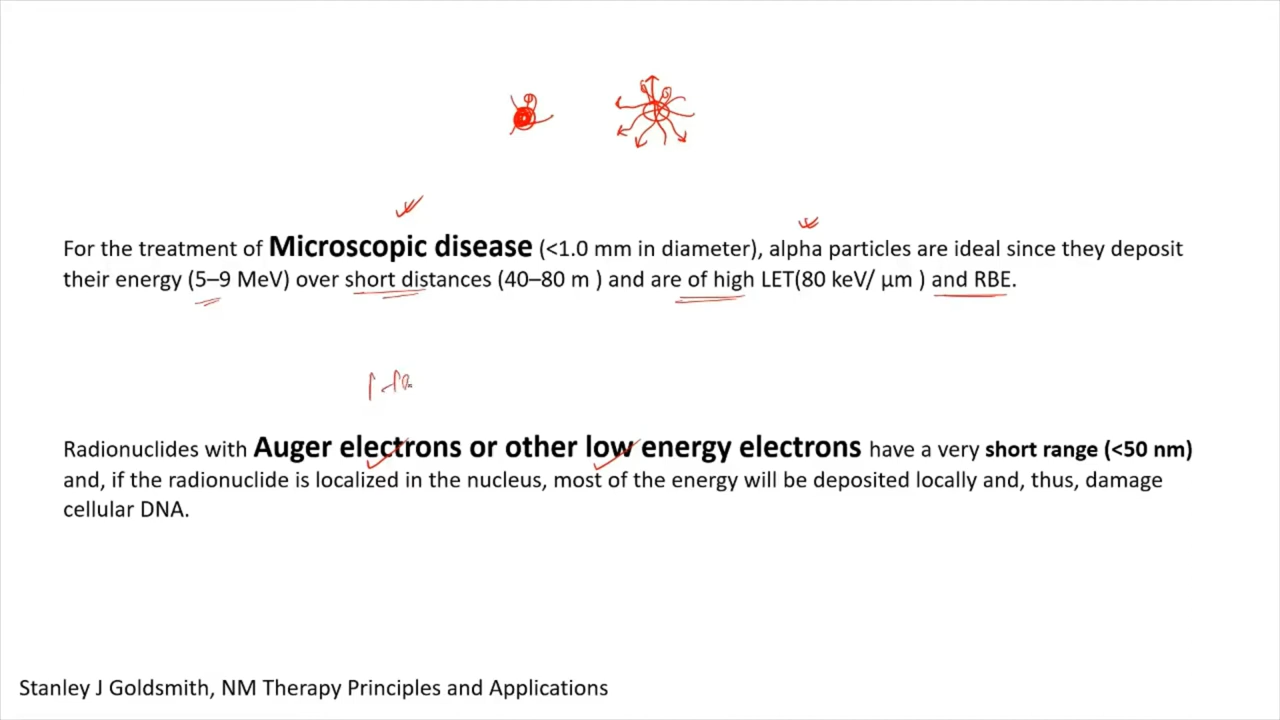 For the treatment of Microscopic disease (<1.0 mm in diameter), alpha particles are ideal since they deposit
their energy (5–9 MeV) over short distances (40–80 m ) and are of high LET(80 keV/ µm ) and RBE.
Radionuclides with Auger electrons or other low energy electrons have a very short range (<50 nm)
and, if the radionuclide is localized in the nucleus, most of the energy will be deposited locally and, thus, damage
cellular DNA.
Stanley J Goldsmith, NM Therapy Principles and Applications